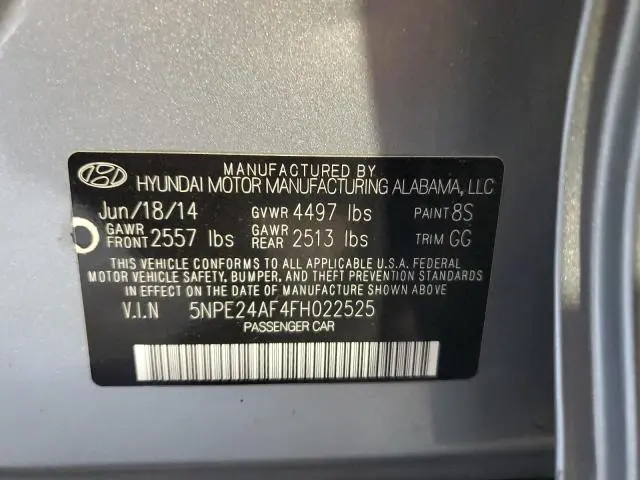 MANUFACTURED BY
HYUNDAI MOTOR MANUFACTURING ALABAMA, LLC
Jun/18/14 GVWR 4497 lbs PAINT 8S
GAWR FRONT 2557 lbs GAWR REAR 2513 lbs TRIM GG
THIS VEHICLE CONFORMS TO ALL APPLICABLE U.S.A. FEDERAL
MOTOR VEHICLE SAFETY, BUMPER, AND THEFT PREVENTION STANDARDS
IN EFFECT ON THE DATE OF MANUFACTURE SHOWN ABOVE
V.I.N 5NPE24AF4FH022525
PASSENGER CAR